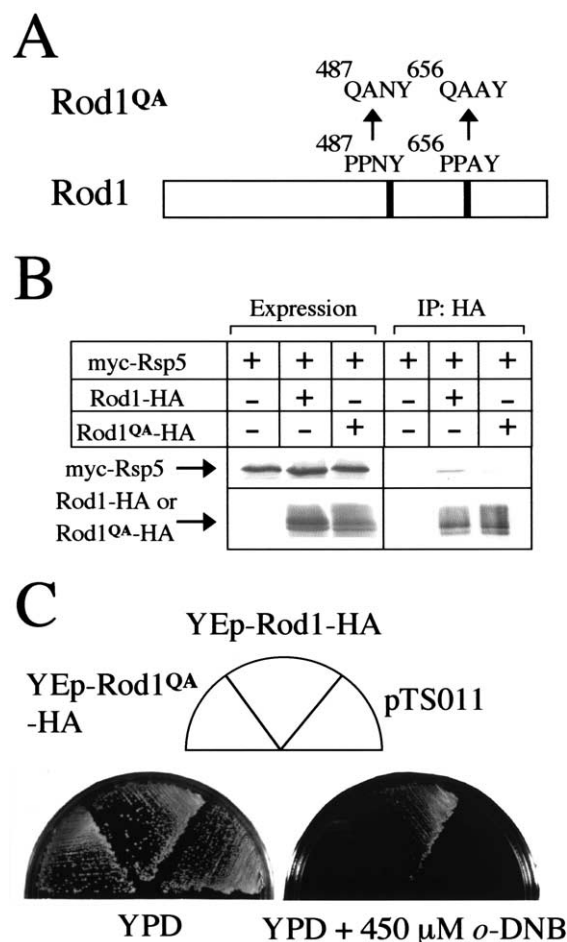 A
487 656
Rod1QA QANY QAAY
487 656
PPNY PPAY
Rod1
B
Expression IP: HA
myc-Rsp5 + + + + + +
Rod1-HA − + − − + −
Rod1QA-HA − − + − − +
myc-Rsp5
Rod1-HA or
Rod1QA-HA
C
YEp-Rod1-HA
YEp-Rod1QA
-HA
pTS011
YPD YPD + 450 μM o-DNB